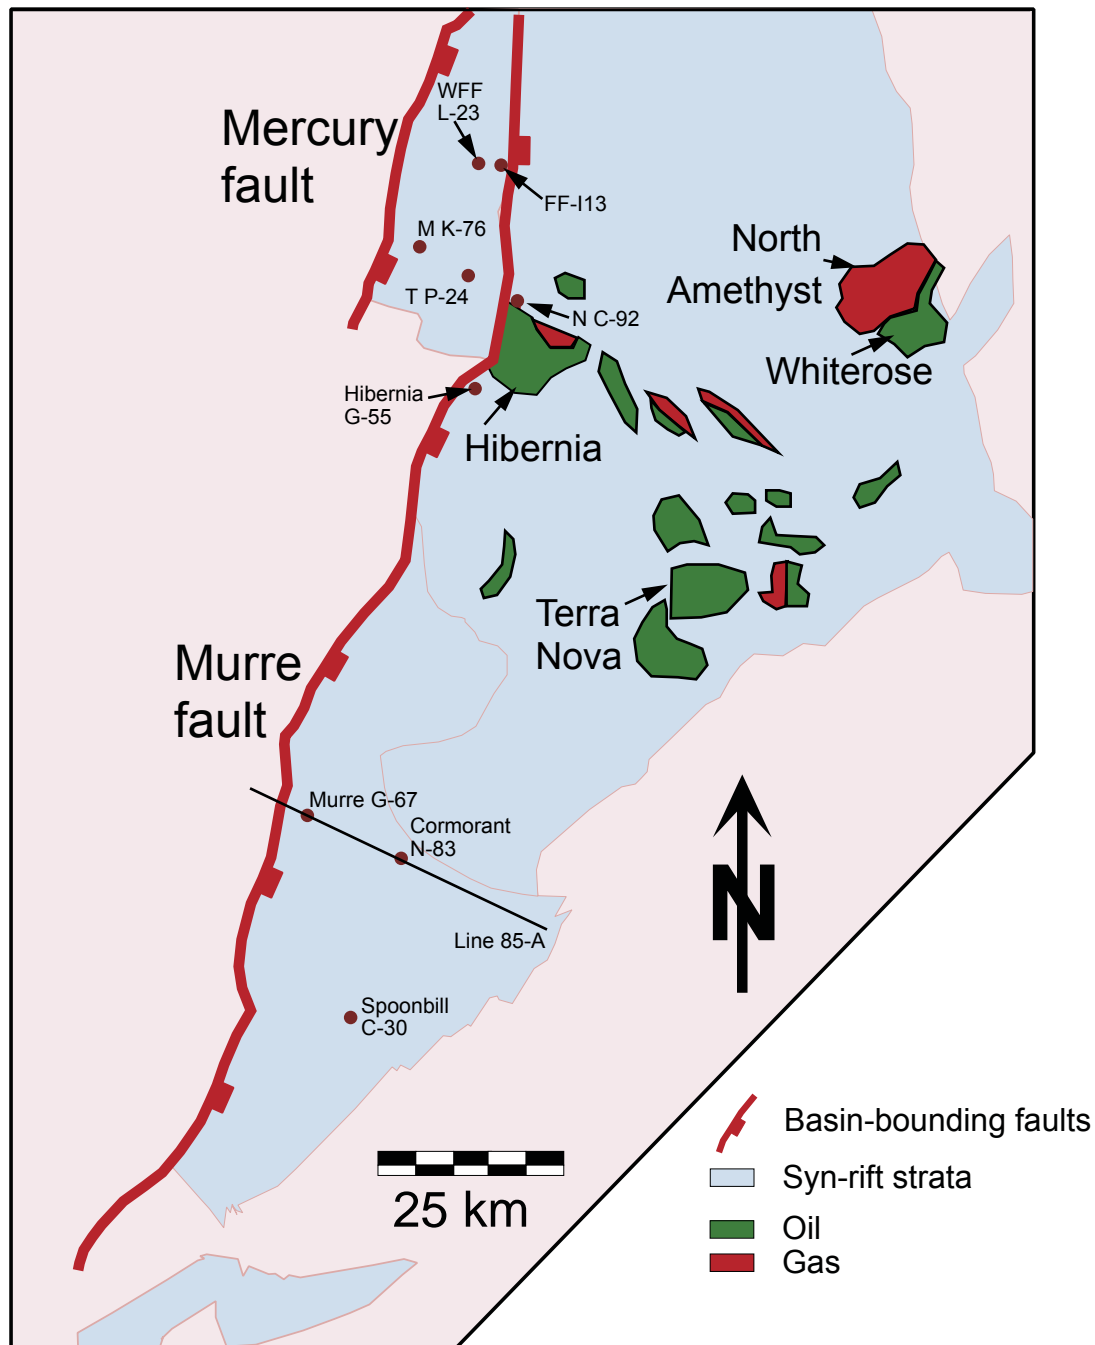 WFF
L-23
Mercury
fault
FF-I13
M K-76
T P-24
N C-92
North
Amethyst
Whiterose
Hibernia
G-55
Hibernia
Terra
Nova
Murre
fault
Murre G-67
Cormorant
N-83
Line 85-A
N
Spoonbill
C-30
25 km
Basin-bounding faults
Syn-rift strata
Oil
Gas